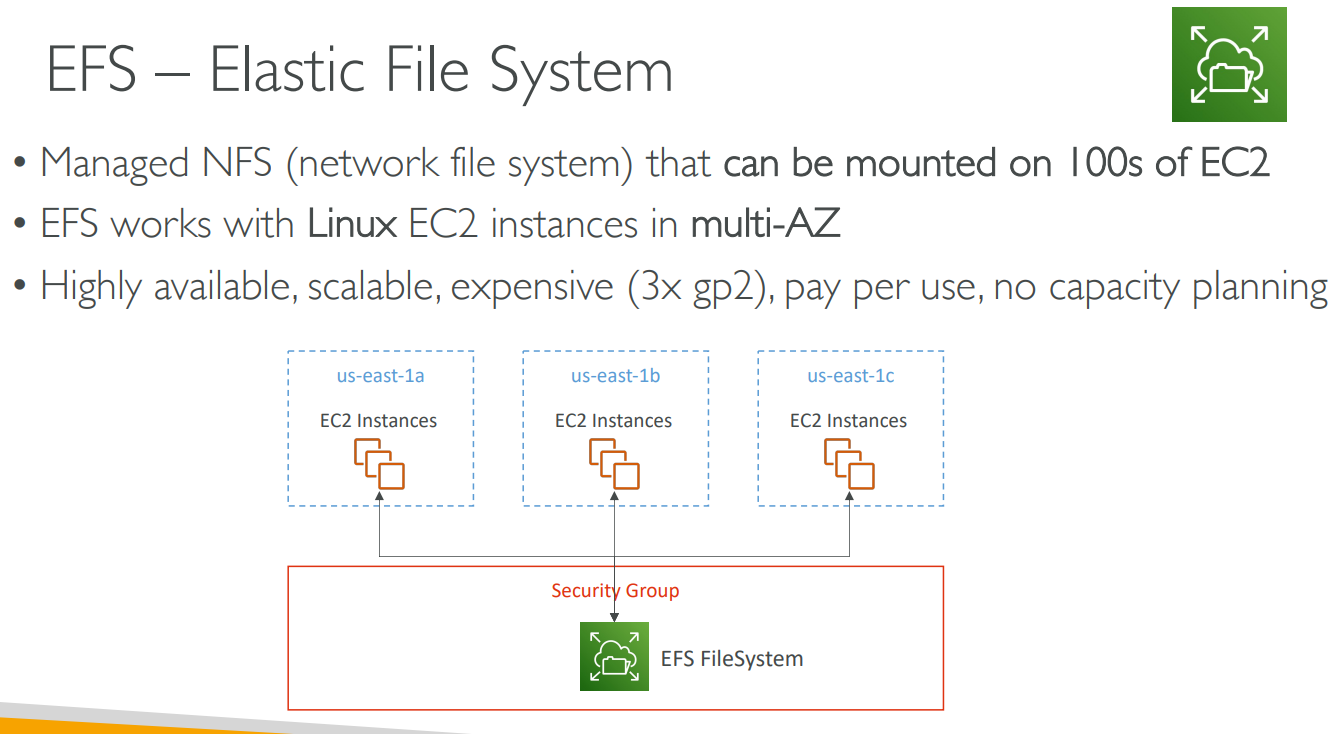 EFS – Elastic File System
• Managed NFS (network file system) that can be mounted on 100s of EC2
• EFS works with Linux EC2 instances in multi-AZ
• Highly available, scalable, expensive (3x gp2), pay per use, no capacity planning
us-east-1a
EC2 Instances
us-east-1b
EC2 Instances
us-east-1c
EC2 Instances
Security Group
EFS FileSystem